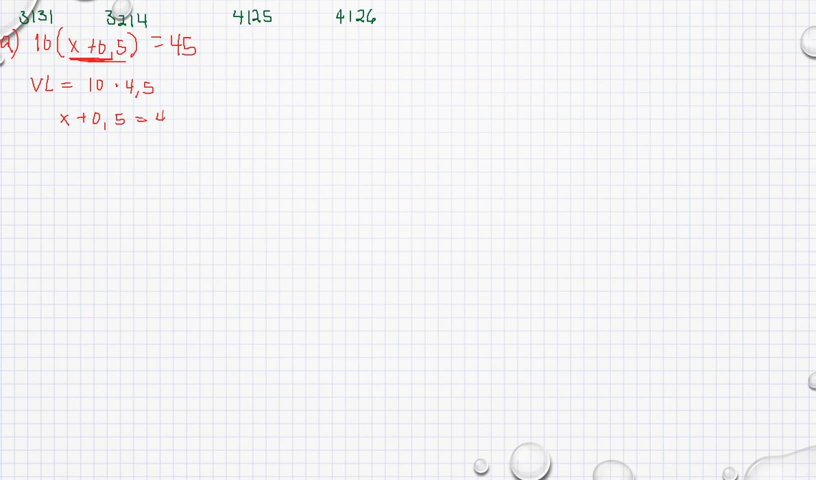 3131 3214 4125 4126
a) 10(x+0,5) = 45
VL = 10 · 4,5
x + 0,5 = 4